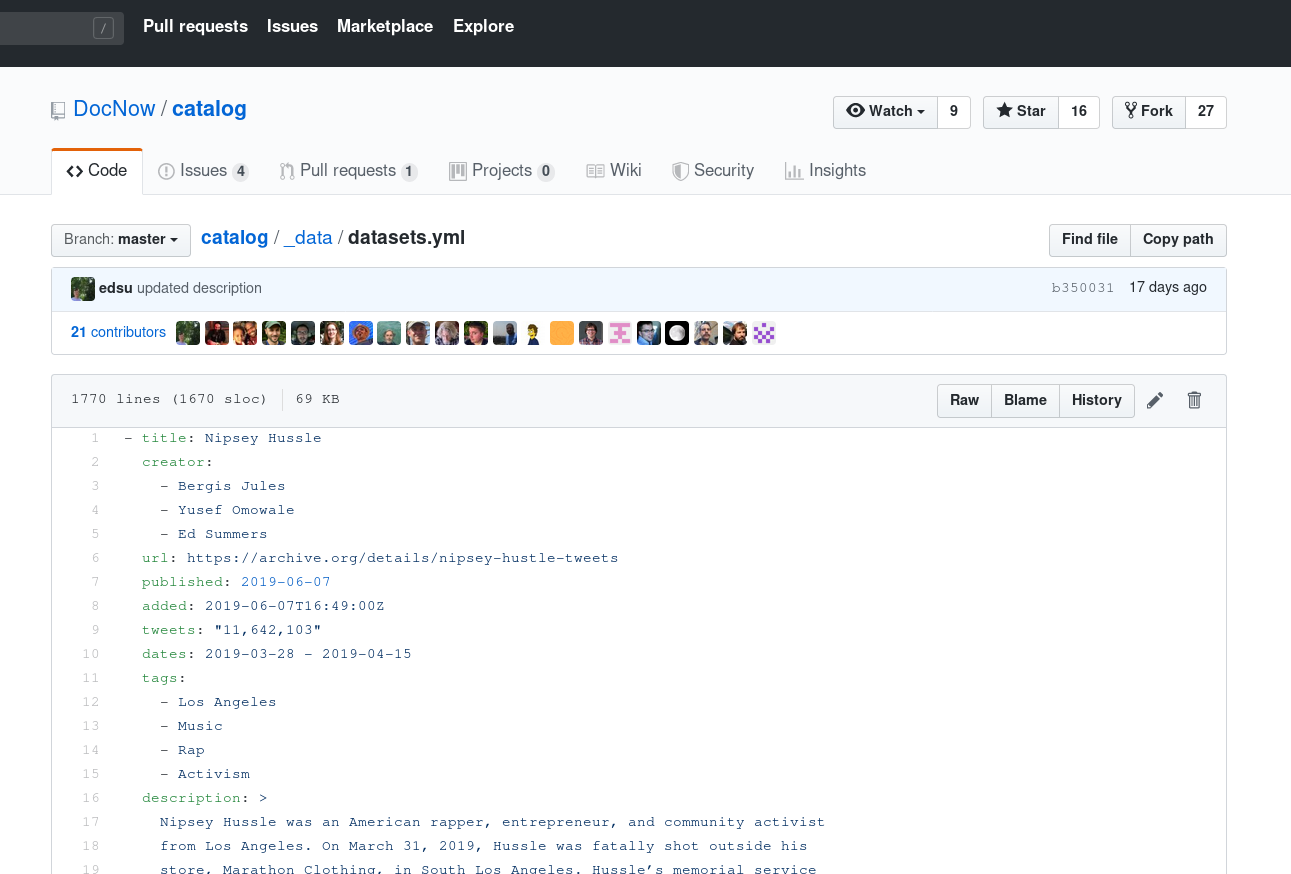 / Pull requests Issues Marketplace Explore
DocNow / catalog Watch 9 Star 16 Fork 27
Code Issues 4 Pull requests 1 Projects 0 Wiki Security Insights
Branch: master catalog / _data / datasets.yml Find file Copy path
edsu updated description b350031 17 days ago
21 contributors
1770 lines (1670 sloc) 69 KB Raw Blame History
1 - title: Nipsey Hussle
2 creator:
3 - Bergis Jules
4 - Yusef Omowale
5 - Ed Summers
6 url: https://archive.org/details/nipsey-hustle-tweets
7 published: 2019-06-07
8 added: 2019-06-07T16:49:00Z
9 tweets: "11,642,103"
10 dates: 2019-03-28 - 2019-04-15
11 tags:
12 - Los Angeles
13 - Music
14 - Rap
15 - Activism
16 description: >
17 Nipsey Hussle was an American rapper, entrepreneur, and community activist
18 from Los Angeles. On March 31, 2019, Hussle was fatally shot outside his
19 store, Marathon Clothing, in South Los Angeles. Hussle’s memorial service